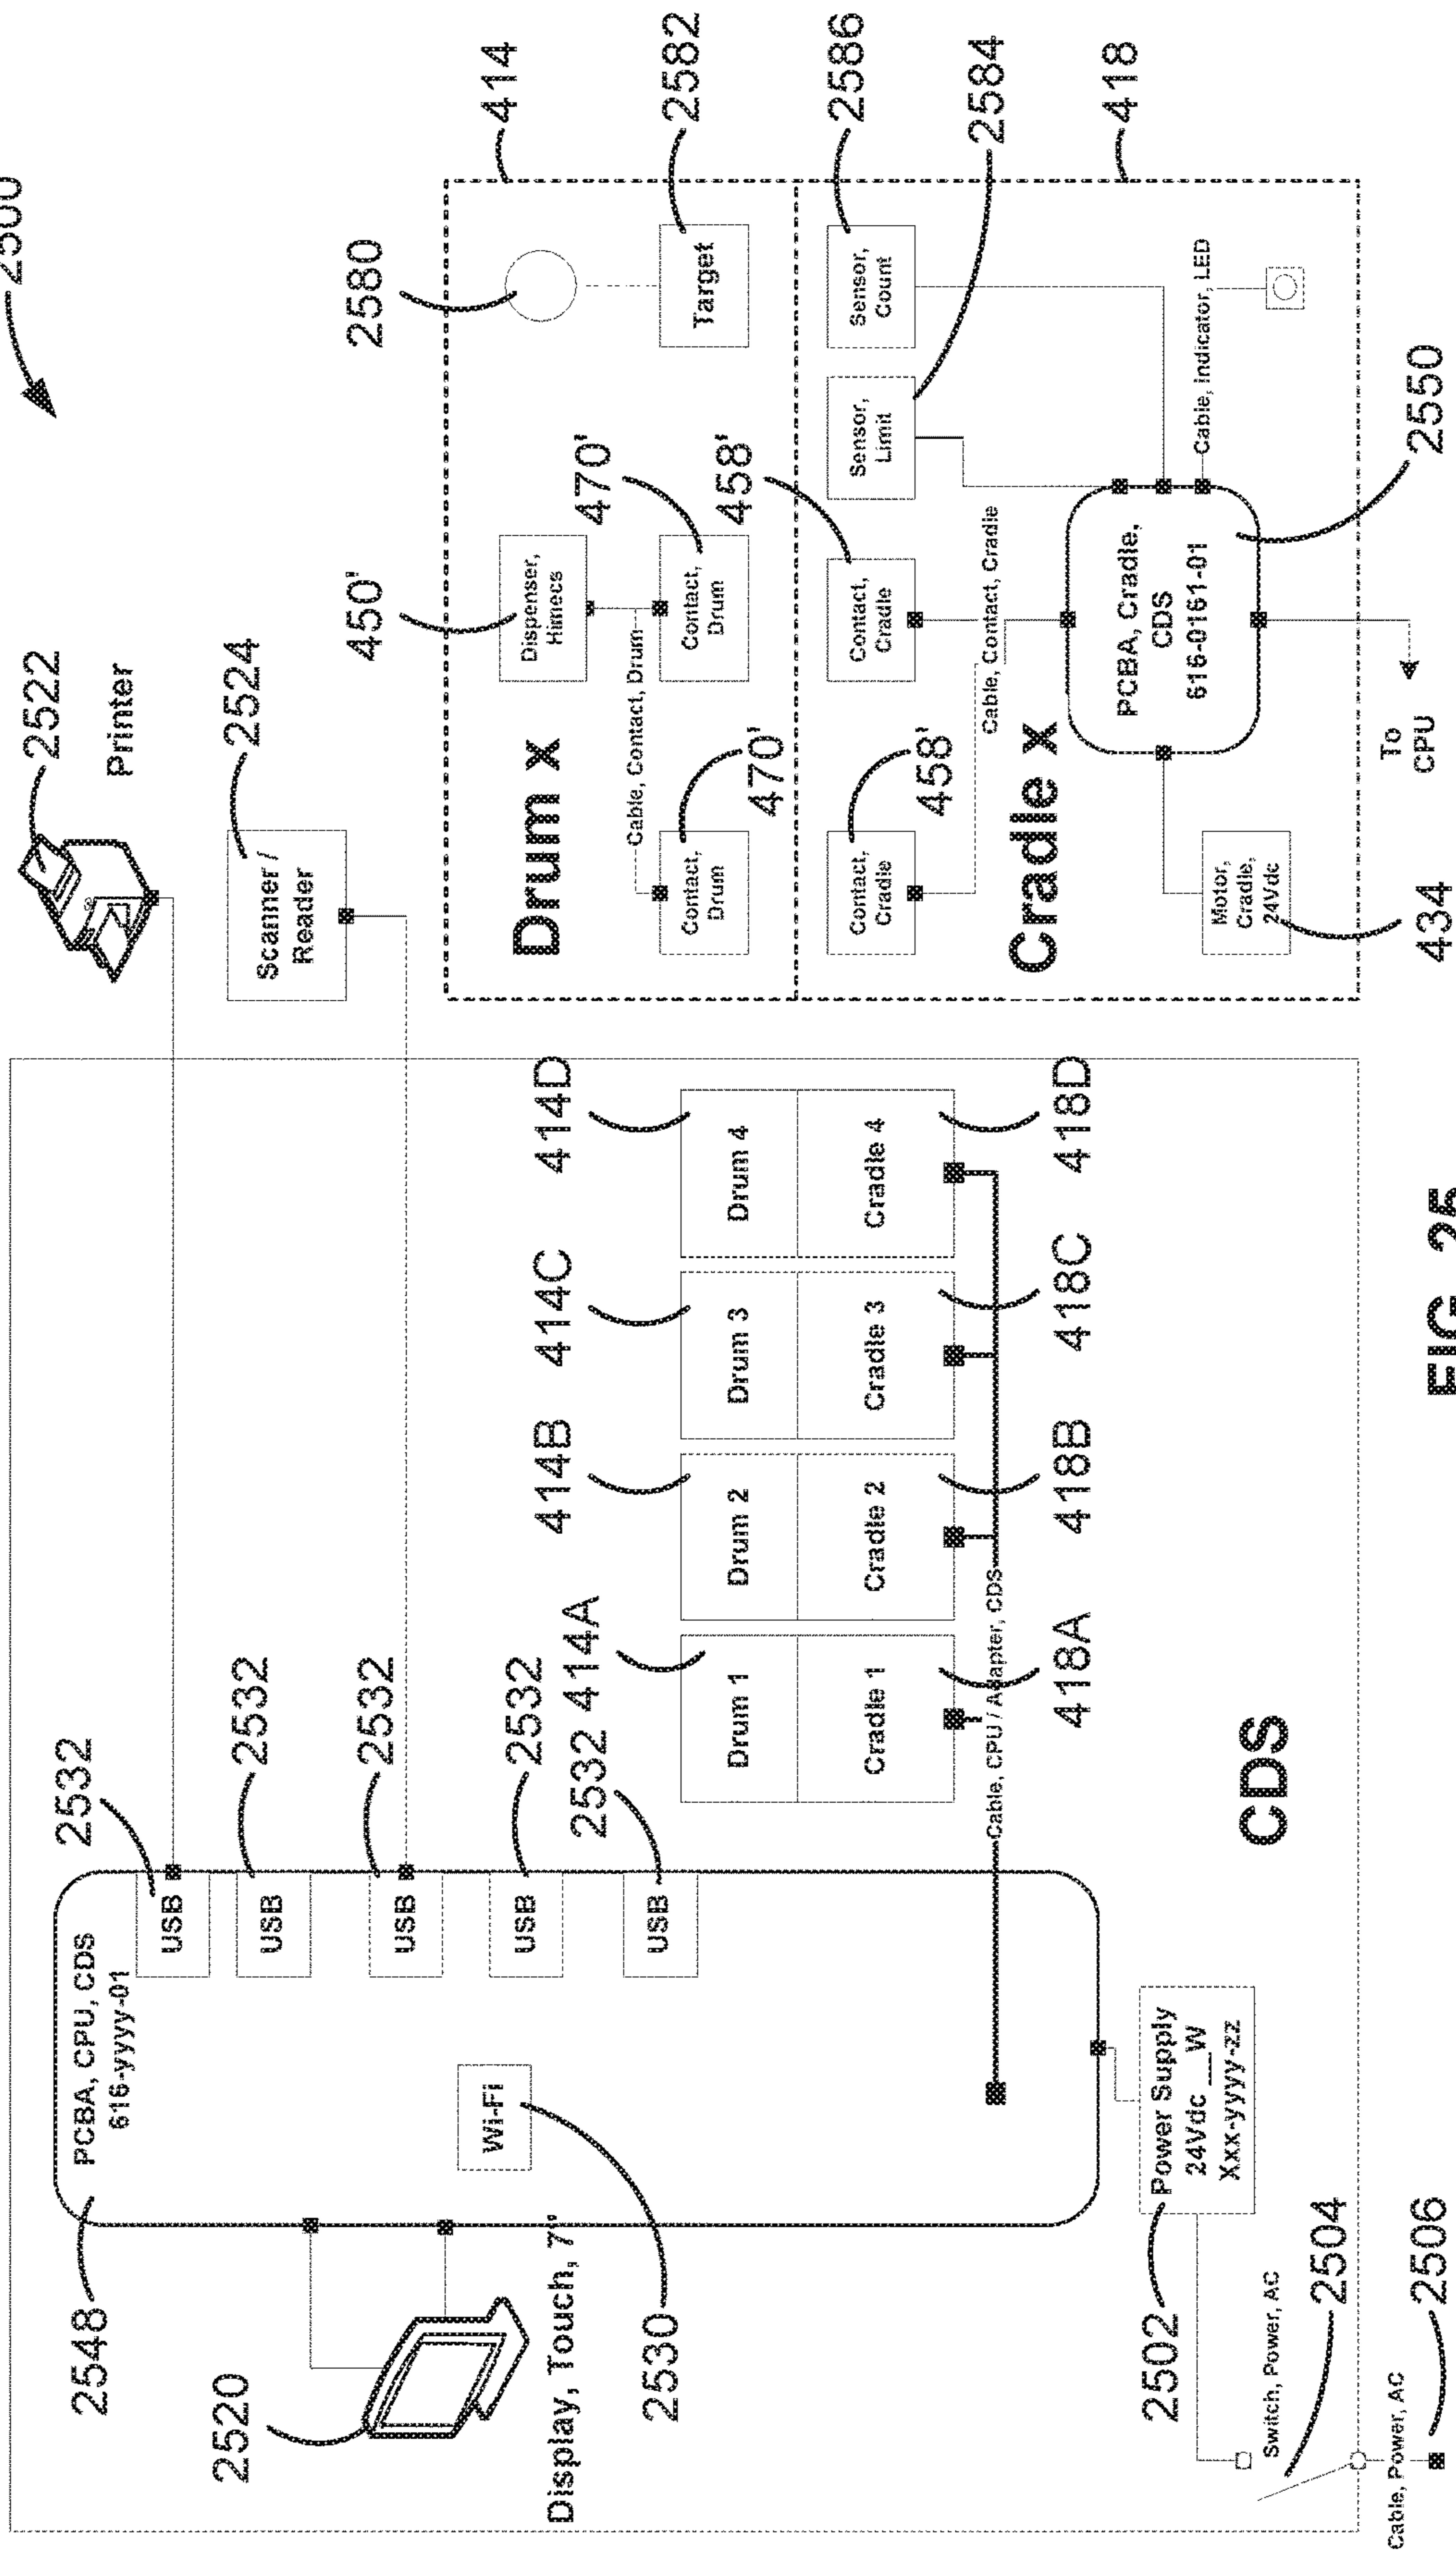 2500
2522
Printer
2524
Scanner /
Reader
2548
PCBA, CPU, CDS
616-yyyy-01
2532
USB
2532
USB
2532
USB
2532
USB
2532
USB
2520
Display, Touch, 7"
Wi-Fi
2530
414A
Drum 1
Cradle 1
418A
414B
Drum 2
Cradle 2
418B
414C
Drum 3
Cradle 3
418C
414D
Drum 4
Cradle 4
418D
Cable, CPU / Adapter, CDS
CDS
2502
Power Supply
24Vdc __W
Xxx-yyyy-zz
Switch, Power, AC
2504
Cable, Power, AC
2506
414
Drum x
450'
Dispenser,
Himecs
470'
Contact,
Drum
Cable, Contact, Drum
Contact,
Drum
470'
2580
Target
2582
418
Cradle x
458'
Contact,
Cradle
Contact,
Cradle
458'
Cable, Contact, Cradle
Sensor,
Limit
2584
Sensor,
Count
2586
PCBA, Cradle,
CDS
616-0161-01
2550
Cable, Indicator, LED
Motor,
Cradle,
24Vdc
434
To
CPU
FIG. 25